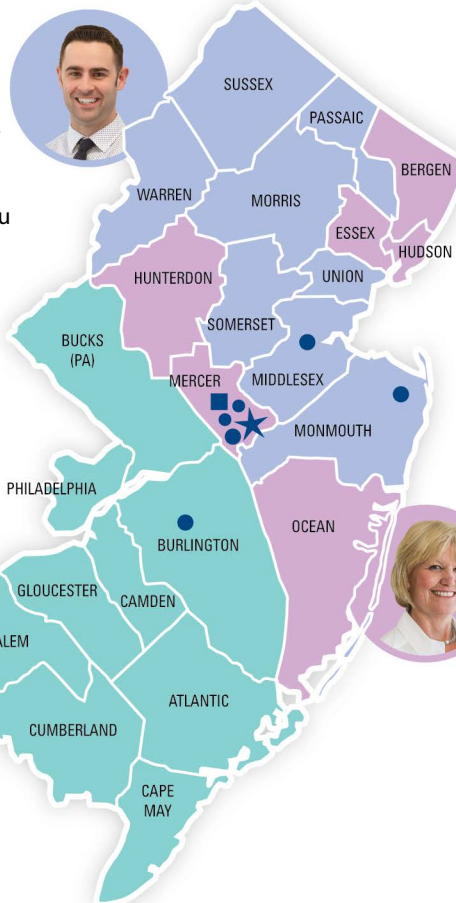 SUSSEX
PASSAIC
BERGEN
WARREN
MORRIS
u
ESSEX
HUDSON
HUNTERDON
UNION
SOMERSET
BUCKS
(PA)
MERCER
MIDDLESEX
MONMOUTH
PHILADELPHIA
OCEAN
BURLINGTON
GLOUCESTER
CAMDEN
ALEM
ATLANTIC
CUMBERLAND
CAPE
MAY